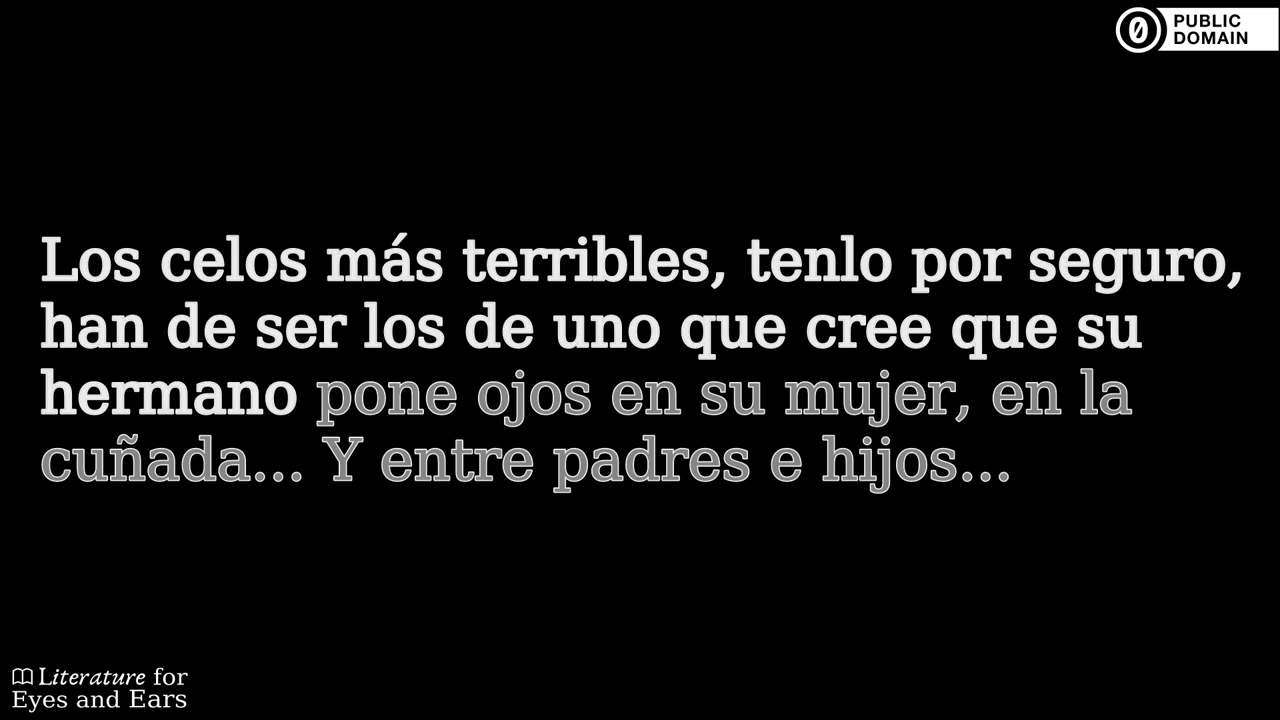 PUBLIC
DOMAIN
Los celos más terribles, tenlo por seguro,
han de ser los de uno que cree que su
hermano pone ojos en su mujer, en la
cuñada... Y entre padres e hijos...
Literature for
Eyes and Ears